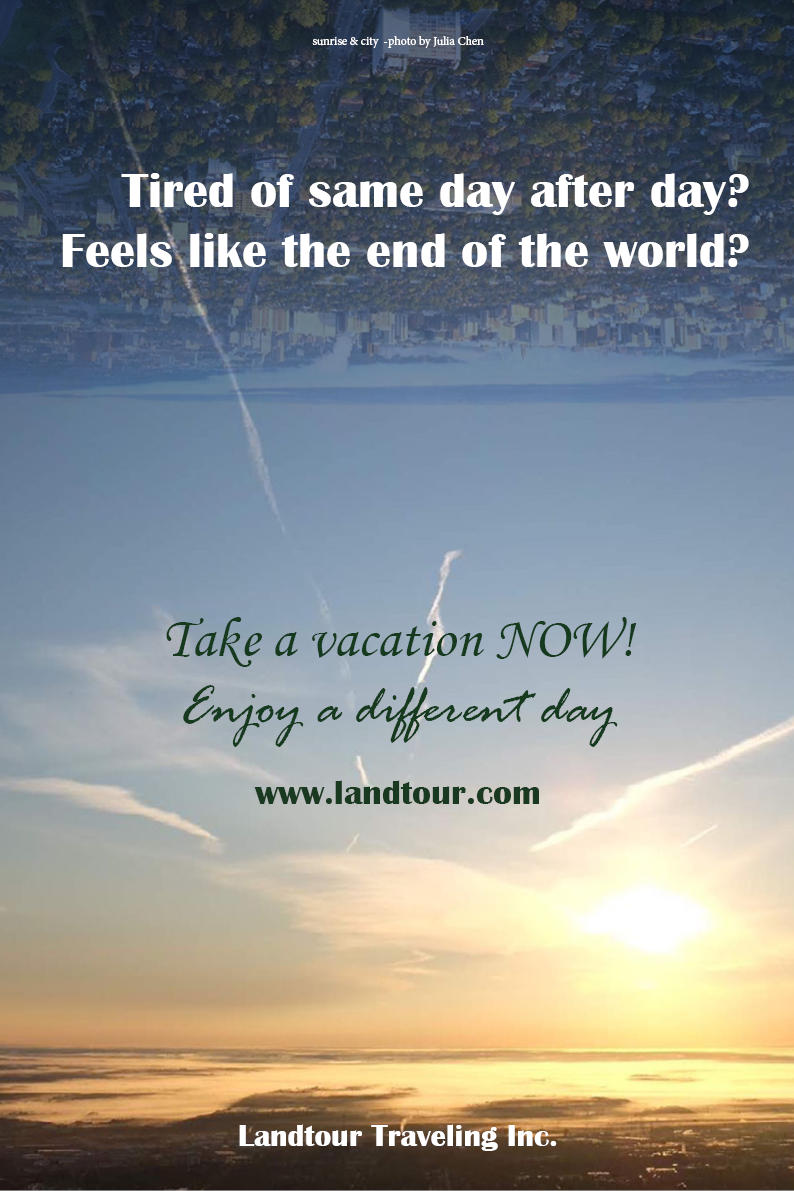 sunrise & city -photo by Julia Chen
Tired of same day after day?
Feels like the end of the world?
Take a vacation NOW!
Enjoy a different day
www.landtour.com
Landtour Traveling Inc.